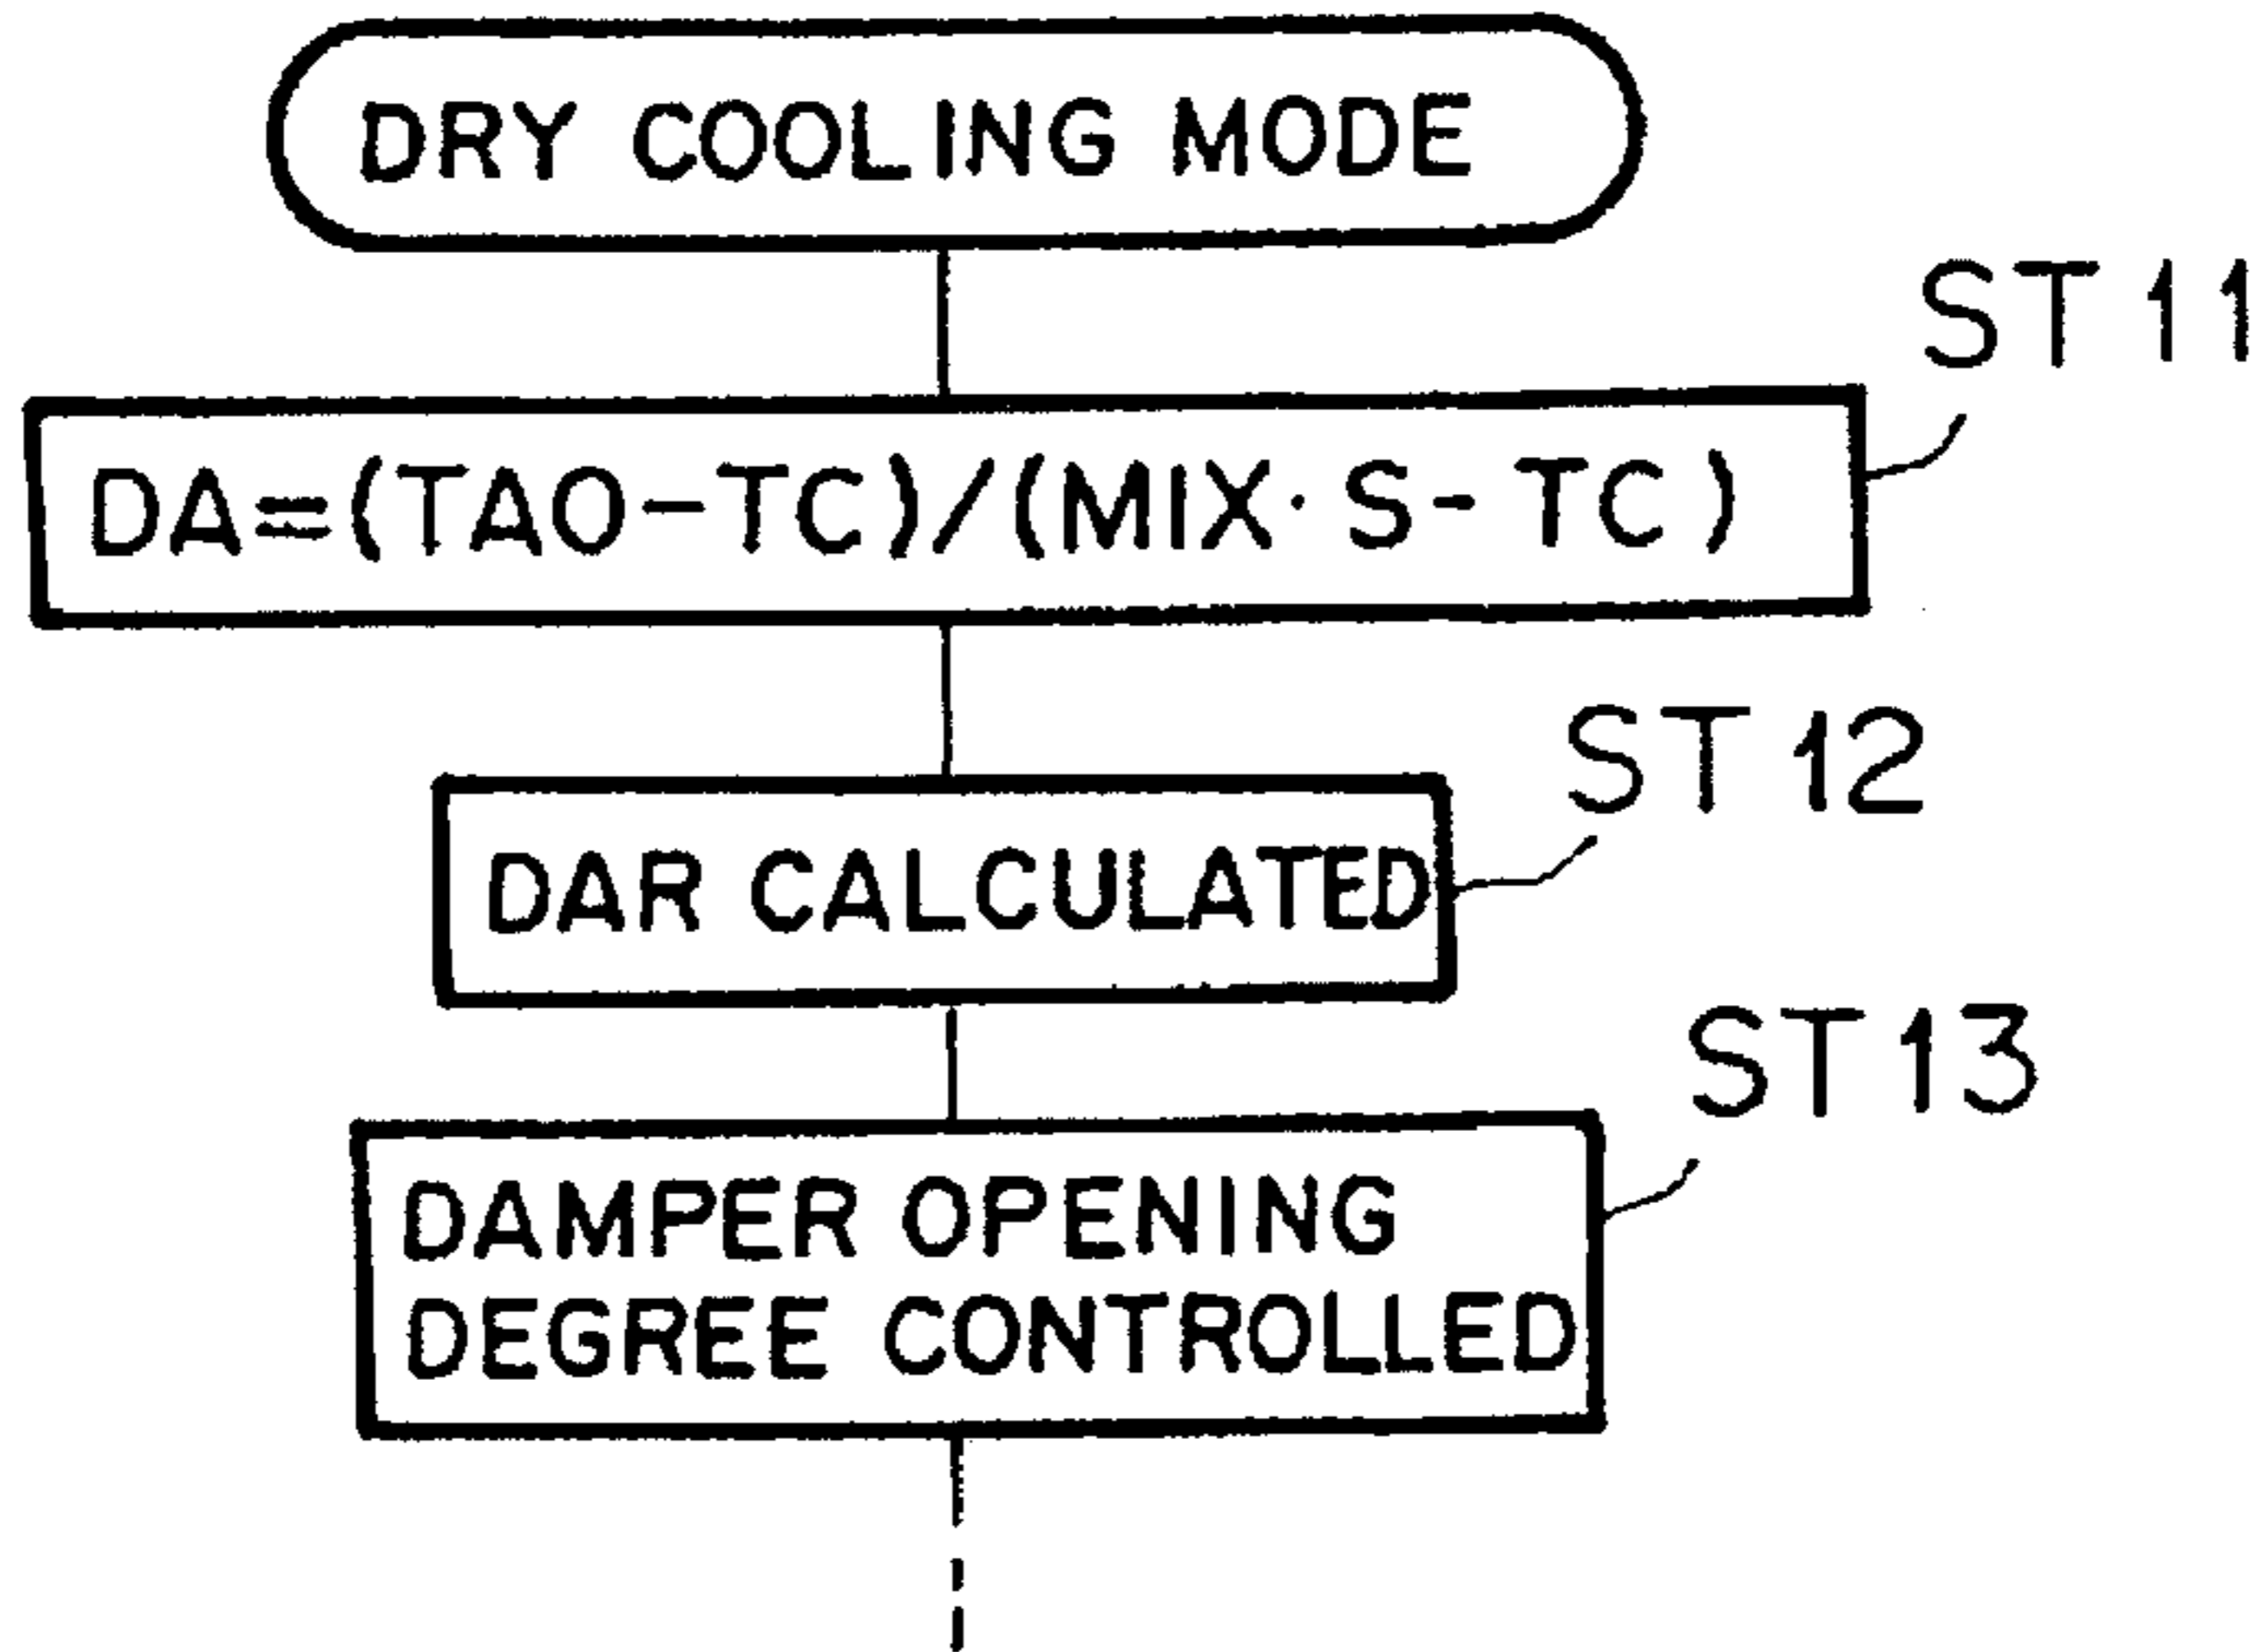 DRY COOLING MODE
ST11
DA=(TAO-TC)/(MIX·S-TC)
ST12
DAR CALCULATED
ST13
DAMPER OPENING
DEGREE CONTROLLED